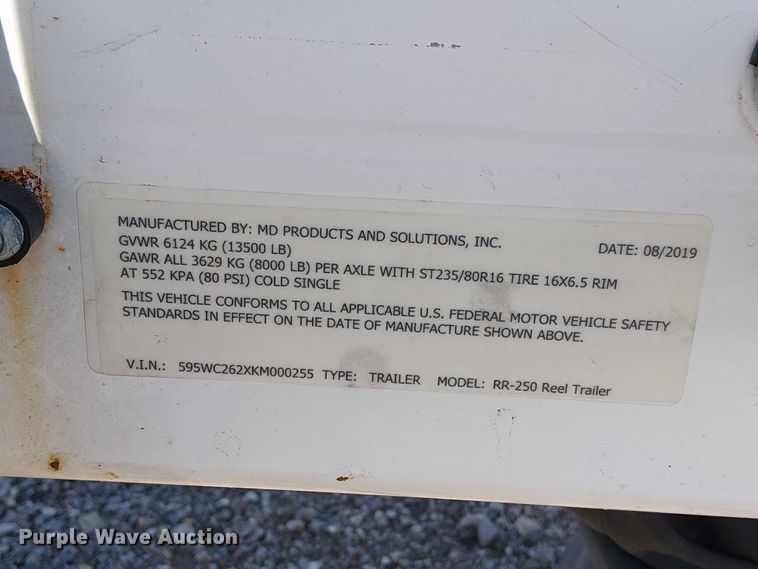 MANUFACTURED BY: MD PRODUCTS AND SOLUTIONS, INC. DATE: 08/2019
GVWR 6124 KG (13500 LB)
GAWR ALL 3629 KG (8000 LB) PER AXLE WITH ST235/80R16 TIRE 16X6.5 RIM
AT 552 KPA (80 PSI) COLD SINGLE
THIS VEHICLE CONFORMS TO ALL APPLICABLE U.S. FEDERAL MOTOR VEHICLE SAFETY
STANDARDS IN EFFECT ON THE DATE OF MANUFACTURE SHOWN ABOVE.
V.I.N.: 595WC262XKM000255 TYPE: TRAILER MODEL: RR-250 Reel Trailer
Purple Wave Auction